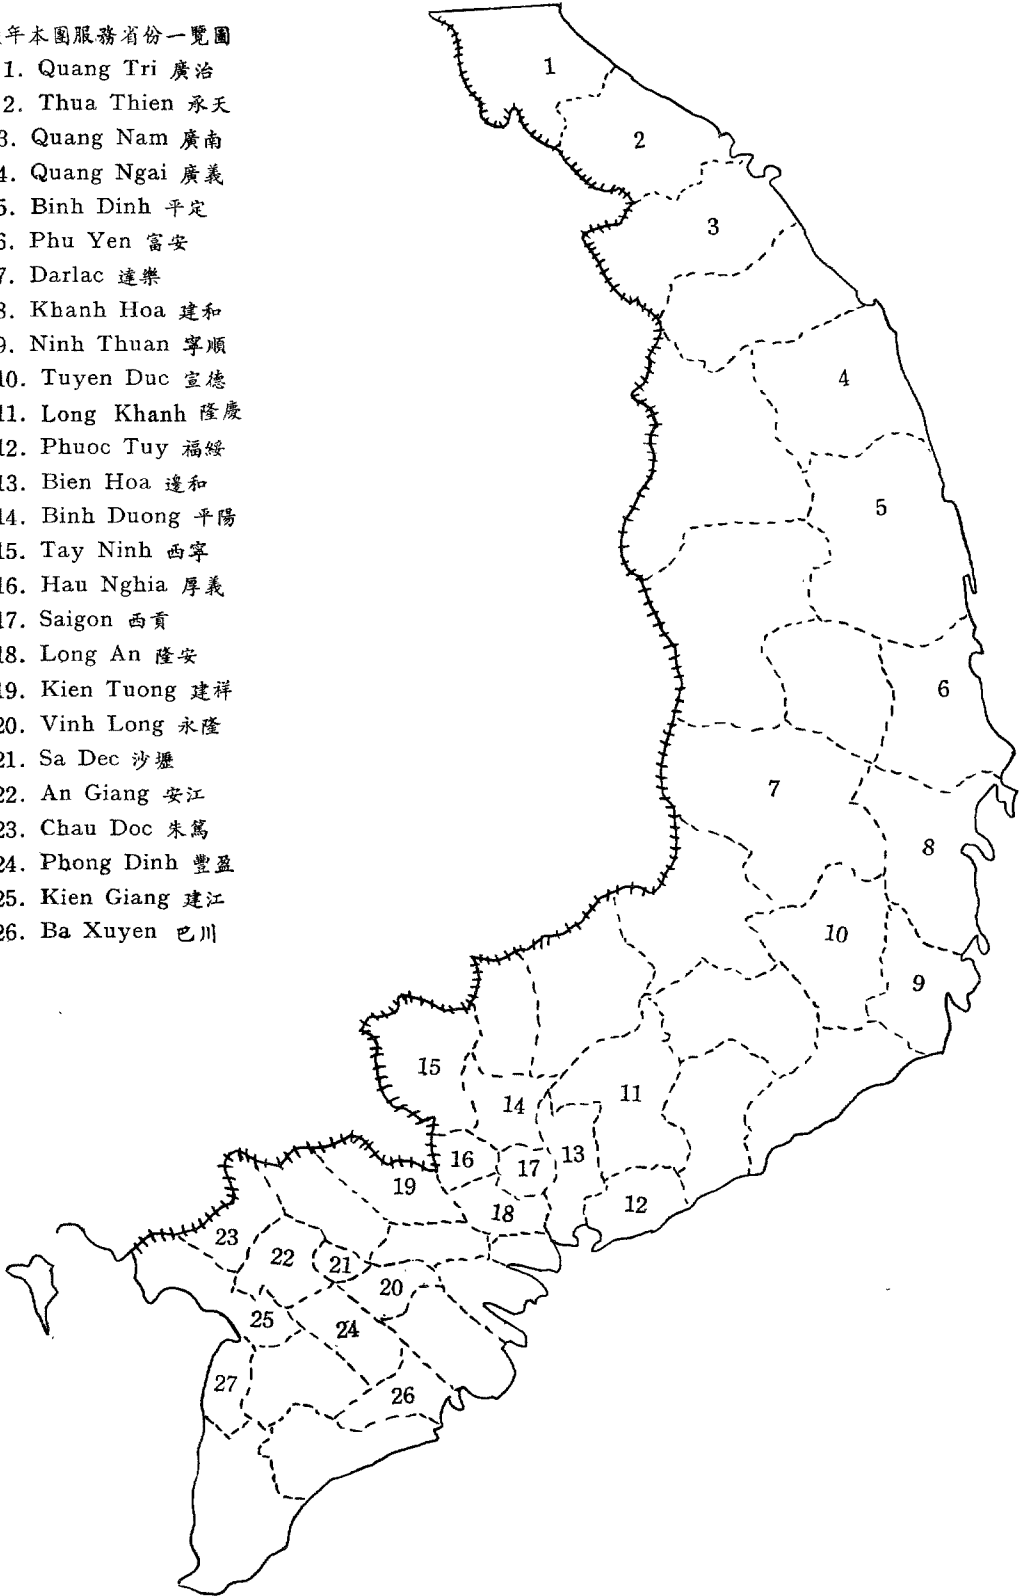 年本團服務省份一覽圖
1. Quang Tri 廣治
2. Thua Thien 承天
3. Quang Nam 廣南
4. Quang Ngai 廣義
5. Binh Dinh 平定
6. Phu Yen 富安
7. Darlac 達樂
8. Khanh Hoa 建和
9. Ninh Thuan 寧順
10. Tuyen Duc 宣德
11. Long Khanh 隆慶
12. Phuoc Tuy 福綏
13. Bien Hoa 邊和
14. Binh Duong 平陽
15. Tay Ninh 西寧
16. Hau Nghia 厚義
17. Saigon 西貢
18. Long An 隆安
19. Kien Tuong 建祥
20. Vinh Long 永隆
21. Sa Dec 沙壢
22. An Giang 安江
23. Chau Doc 朱篤
24. Phong Dinh 豐盈
25. Kien Giang 建江
26. Ba Xuyen 巴川
1
2
3
4
5
6
7
8
10
9
15
11
14
13
16
17
12
19
18
23
22
21
20
25
24
27
26